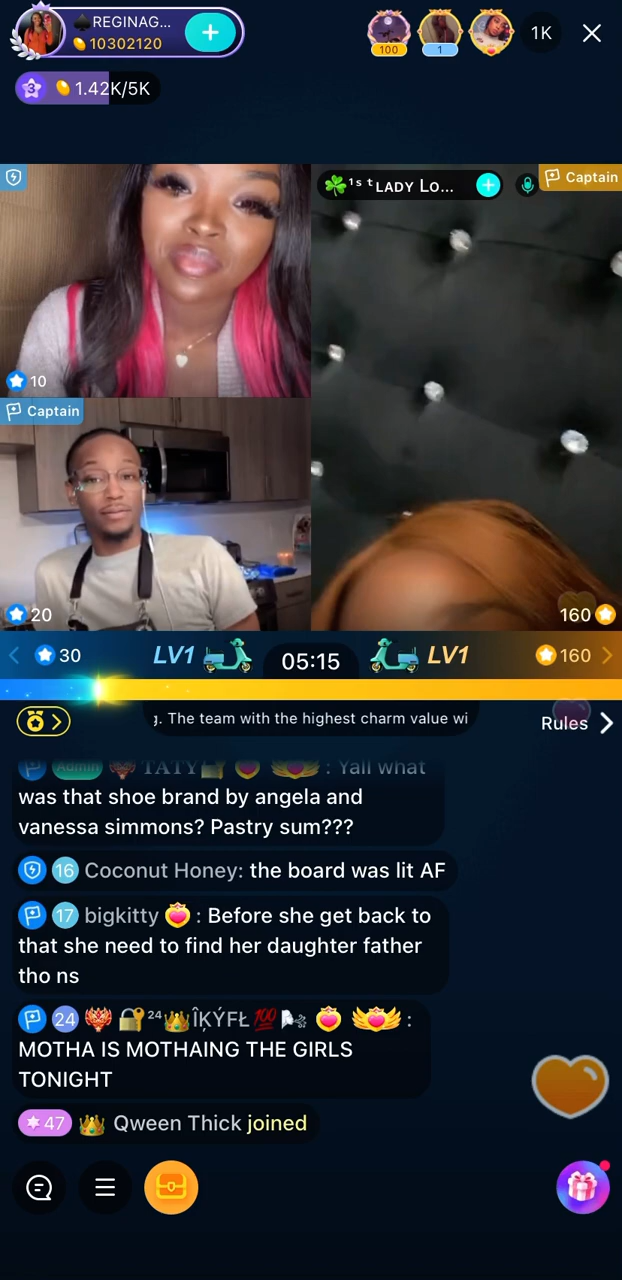 ♠REGINAG...
10302120
100
1
1K
3
1.42K/5K
☘️¹ˢᵗLADY Lo...
Captain
10
Captain
20
160
30
LV1
05:15
LV1
160
g. The team with the highest charm value wi
Rules
Admin TATY : Yall what
was that shoe brand by angela and
vanessa simmons? Pastry sum???
16 Coconut Honey: the board was lit AF
17 bigkitty : Before she get back to
that she need to find her daughter father
tho ns
24 🔐²⁴👑ÎĶÝFŁ💯 :
MOTHA IS MOTHAING THE GIRLS
TONIGHT
47 👑 Qween Thick joined